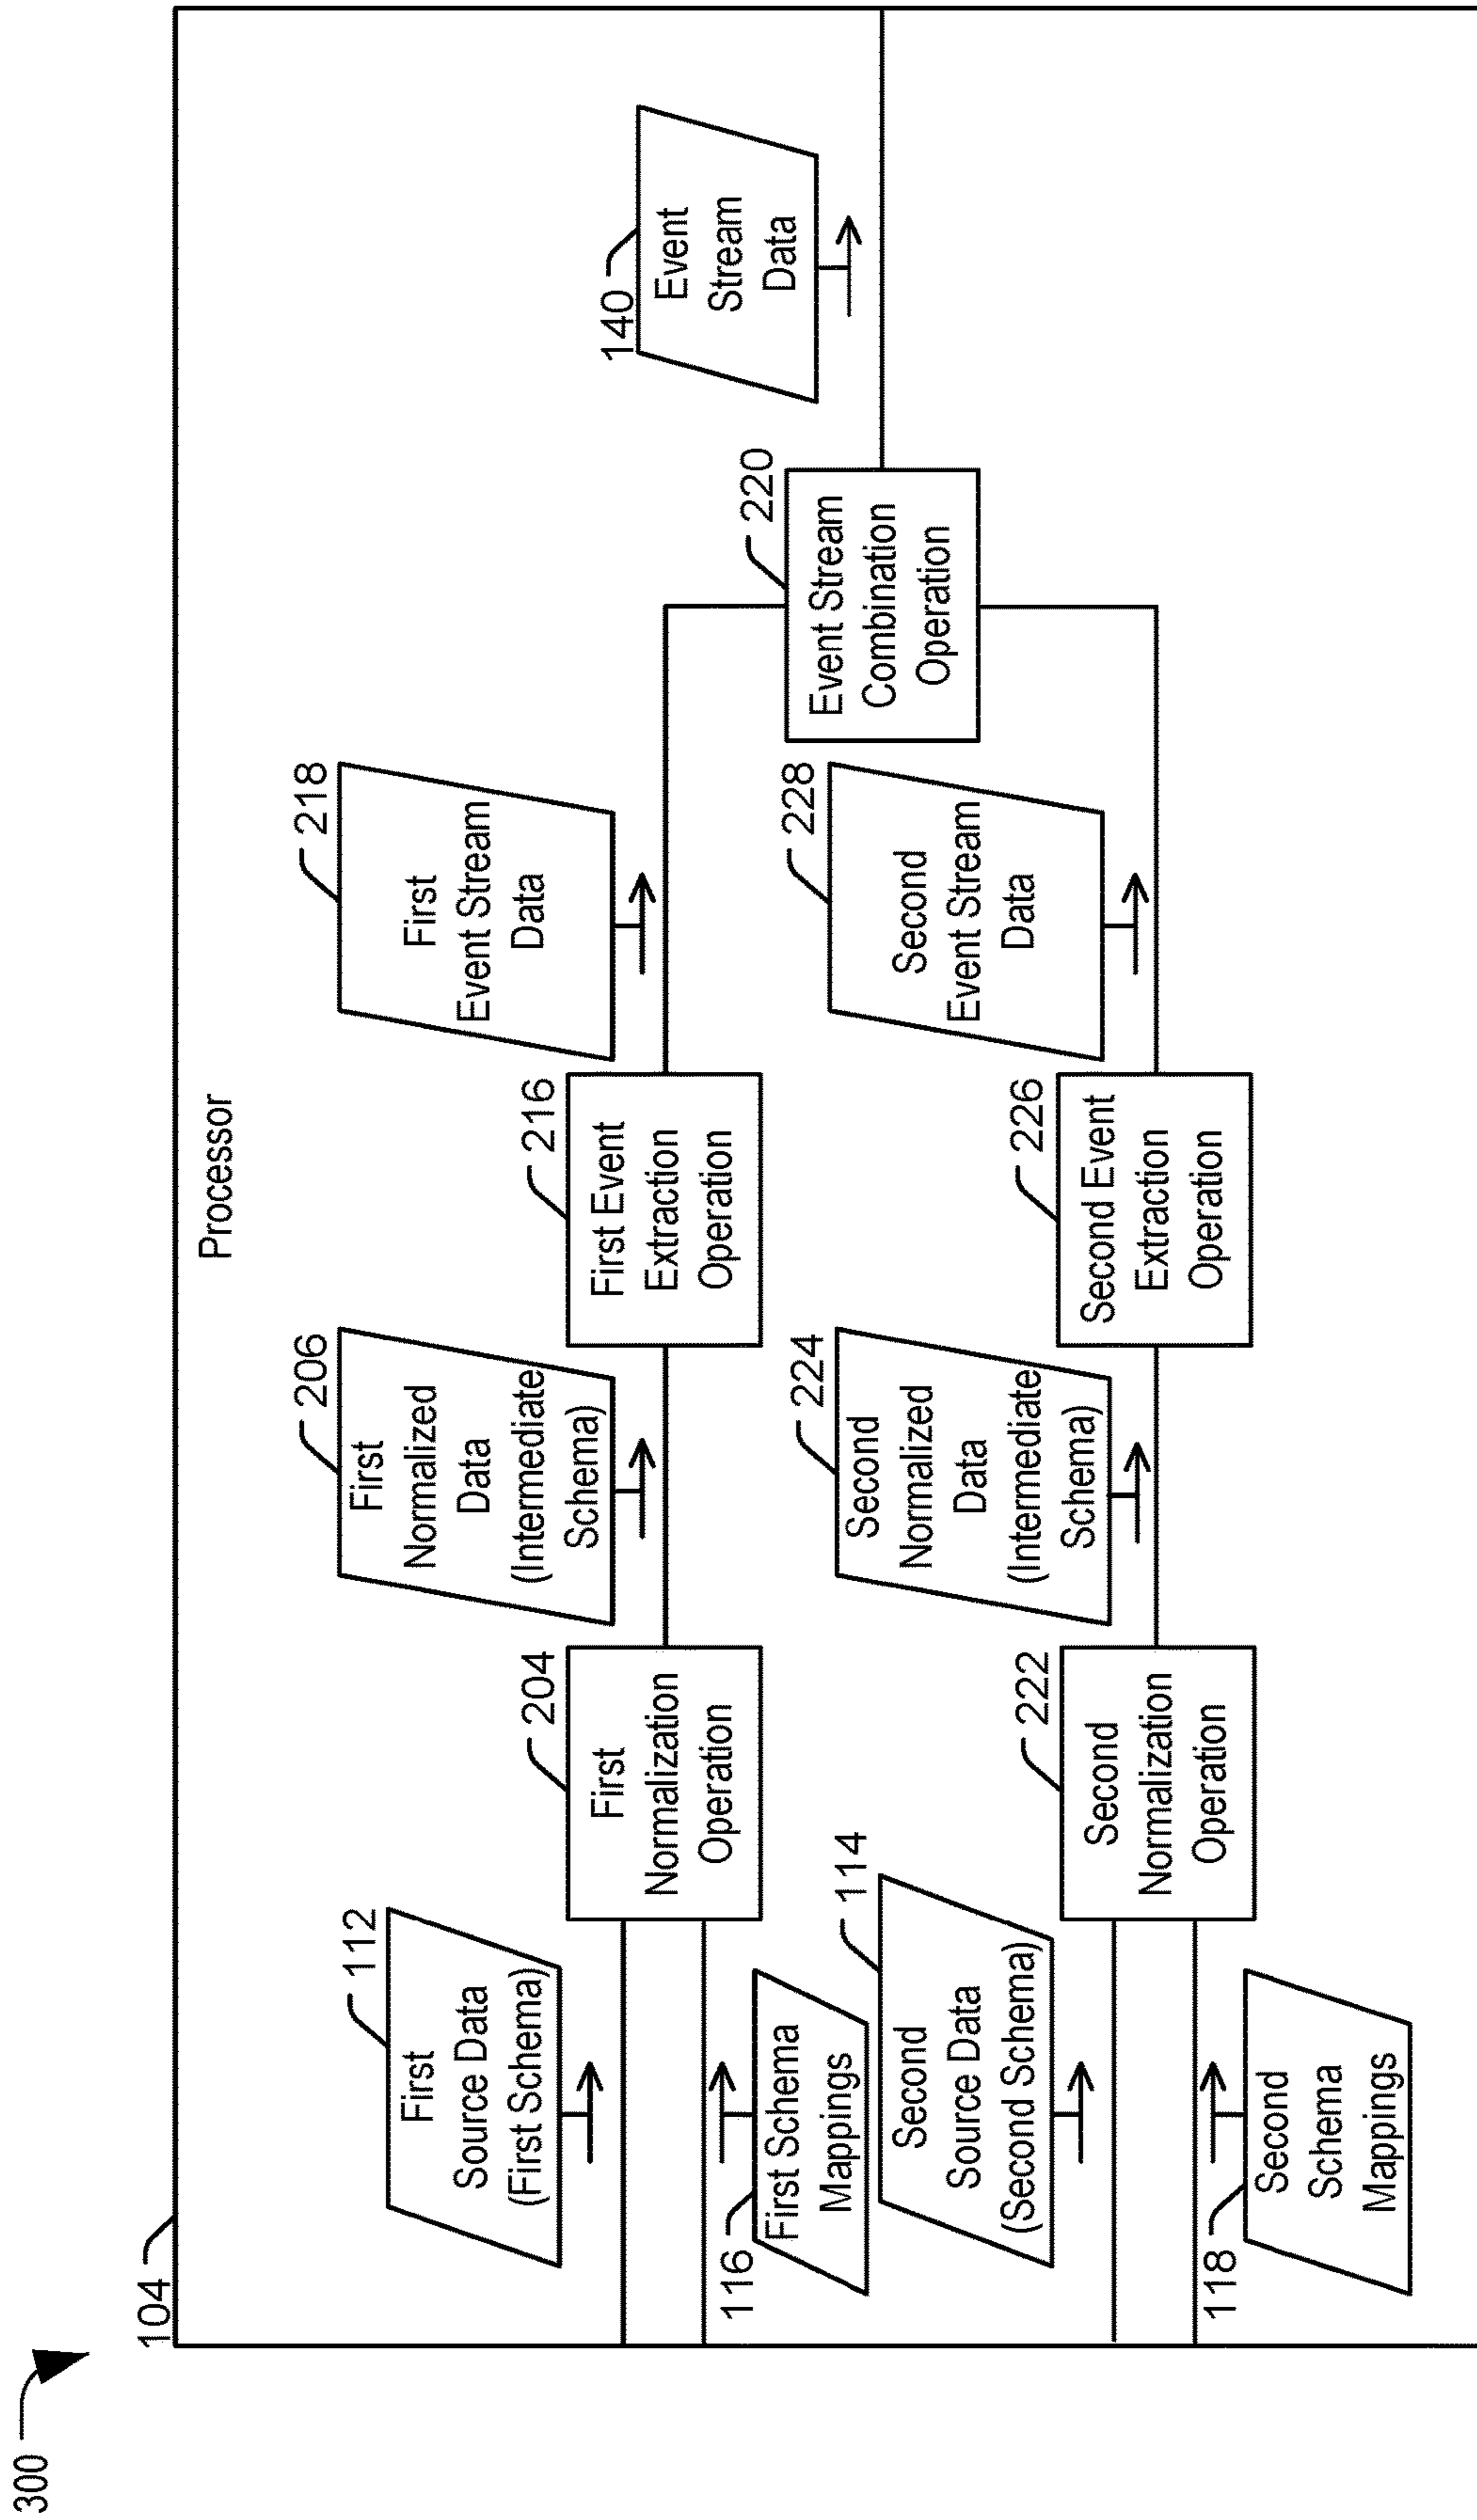 300
104
Processor
112
First
Source Data
(First Schema)
116
First Schema
Mappings
204
First
Normalization
Operation
206
First
Normalized
Data
(Intermediate
Schema)
216
First Event
Extraction
Operation
218
First
Event Stream
Data
114
Second
Source Data
(Second Schema)
118
Second
Schema
Mappings
222
Second
Normalization
Operation
224
Second
Normalized
Data
(Intermediate
Schema)
226
Second Event
Extraction
Operation
228
Second
Event Stream
Data
220
Event Stream
Combination
Operation
140
Event
Stream
Data